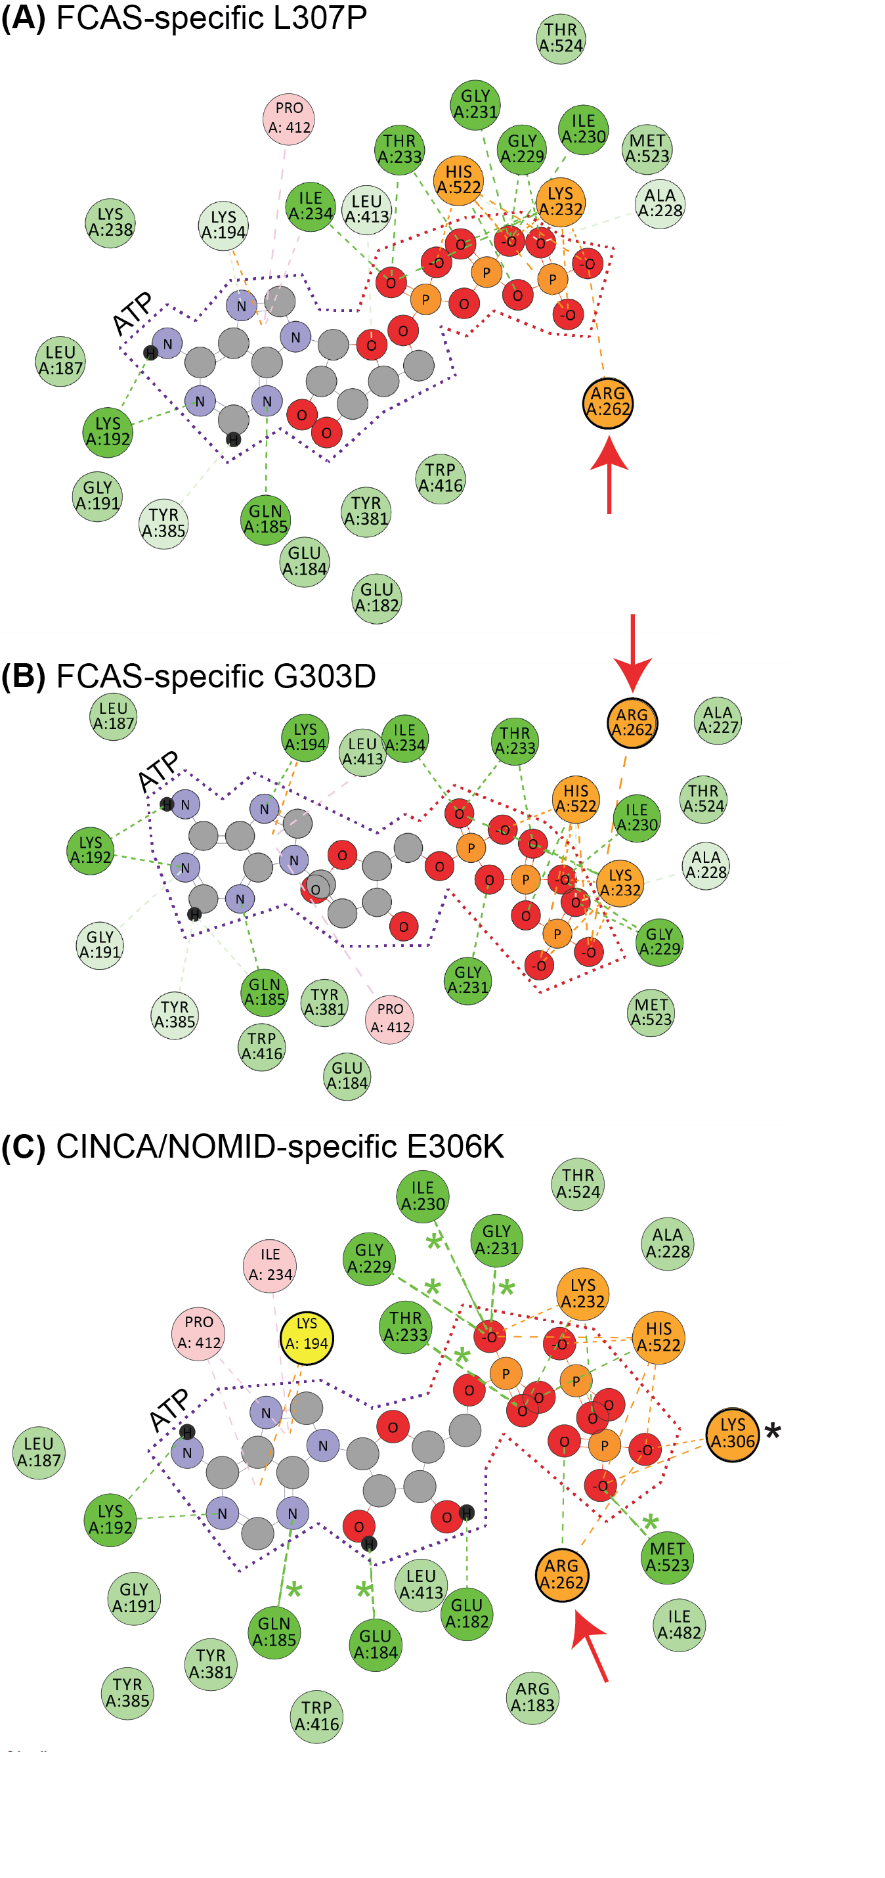 (A) FCAS-specific L307P
THR
A:524
GLY
A:231
PRO
A: 412
ILE
A:230
THR
A:233
GLY
A:229
MET
A:523
HIS
A:522
ILE
A:234
LEU
A:413
LYS
A:232
ALA
A:228
LYS
A:238
LYS
A:194
O
-O
O
-O
-O
O
P
P
P
O
O
-O
ATP
N
N
N
H
O
O
LEU
A:187
N
N
O
O
H
ARG
A:262
LYS
A:192
GLY
A:191
TYR
A:385
GLN
A:185
TYR
A:381
TRP
A:416
GLU
A:184
GLU
A:182
(B) FCAS-specific G303D
LEU
A:187
LYS
A:194
LEU
A:413
ILE
A:234
THR
A:233
ARG
A:262
ALA
A:227
ATP
H
N
N
O
-O
O
P
HIS
A:522
ILE
A:230
THR
A:524
LYS
A:192
N
N
O
O
O
O
P
-O
O
O
P
-O
-O
LYS
A:232
ALA
A:228
H
N
O
GLY
A:191
GLY
A:229
TYR
A:385
GLN
A:185
TYR
A:381
PRO
A: 412
GLY
A:231
MET
A:523
TRP
A:416
GLU
A:184
(C) CINCA/NOMID-specific E306K
THR
A:524
ILE
A:230
GLY
A:231
ALA
A:228
GLY
A:229
ILE
A: 234
*
*
*
LYS
A:232
PRO
A: 412
LYS
A: 194
THR
A:233
*
HIS
A:522
-O
-O
P
P
O
O
O
O
O
O
P
-O
-O
LYS
A:306
*
ATP
H
N
N
N
O
LEU
A:187
LYS
A:192
N
N
O
H
O
H
*
MET
A:523
ARG
A:262
GLY
A:191
*
*
LEU
A:413
GLN
A:185
GLU
A:184
GLU
A:182
ILE
A:482
TYR
A:381
TYR
A:385
TRP
A:416
ARG
A:183